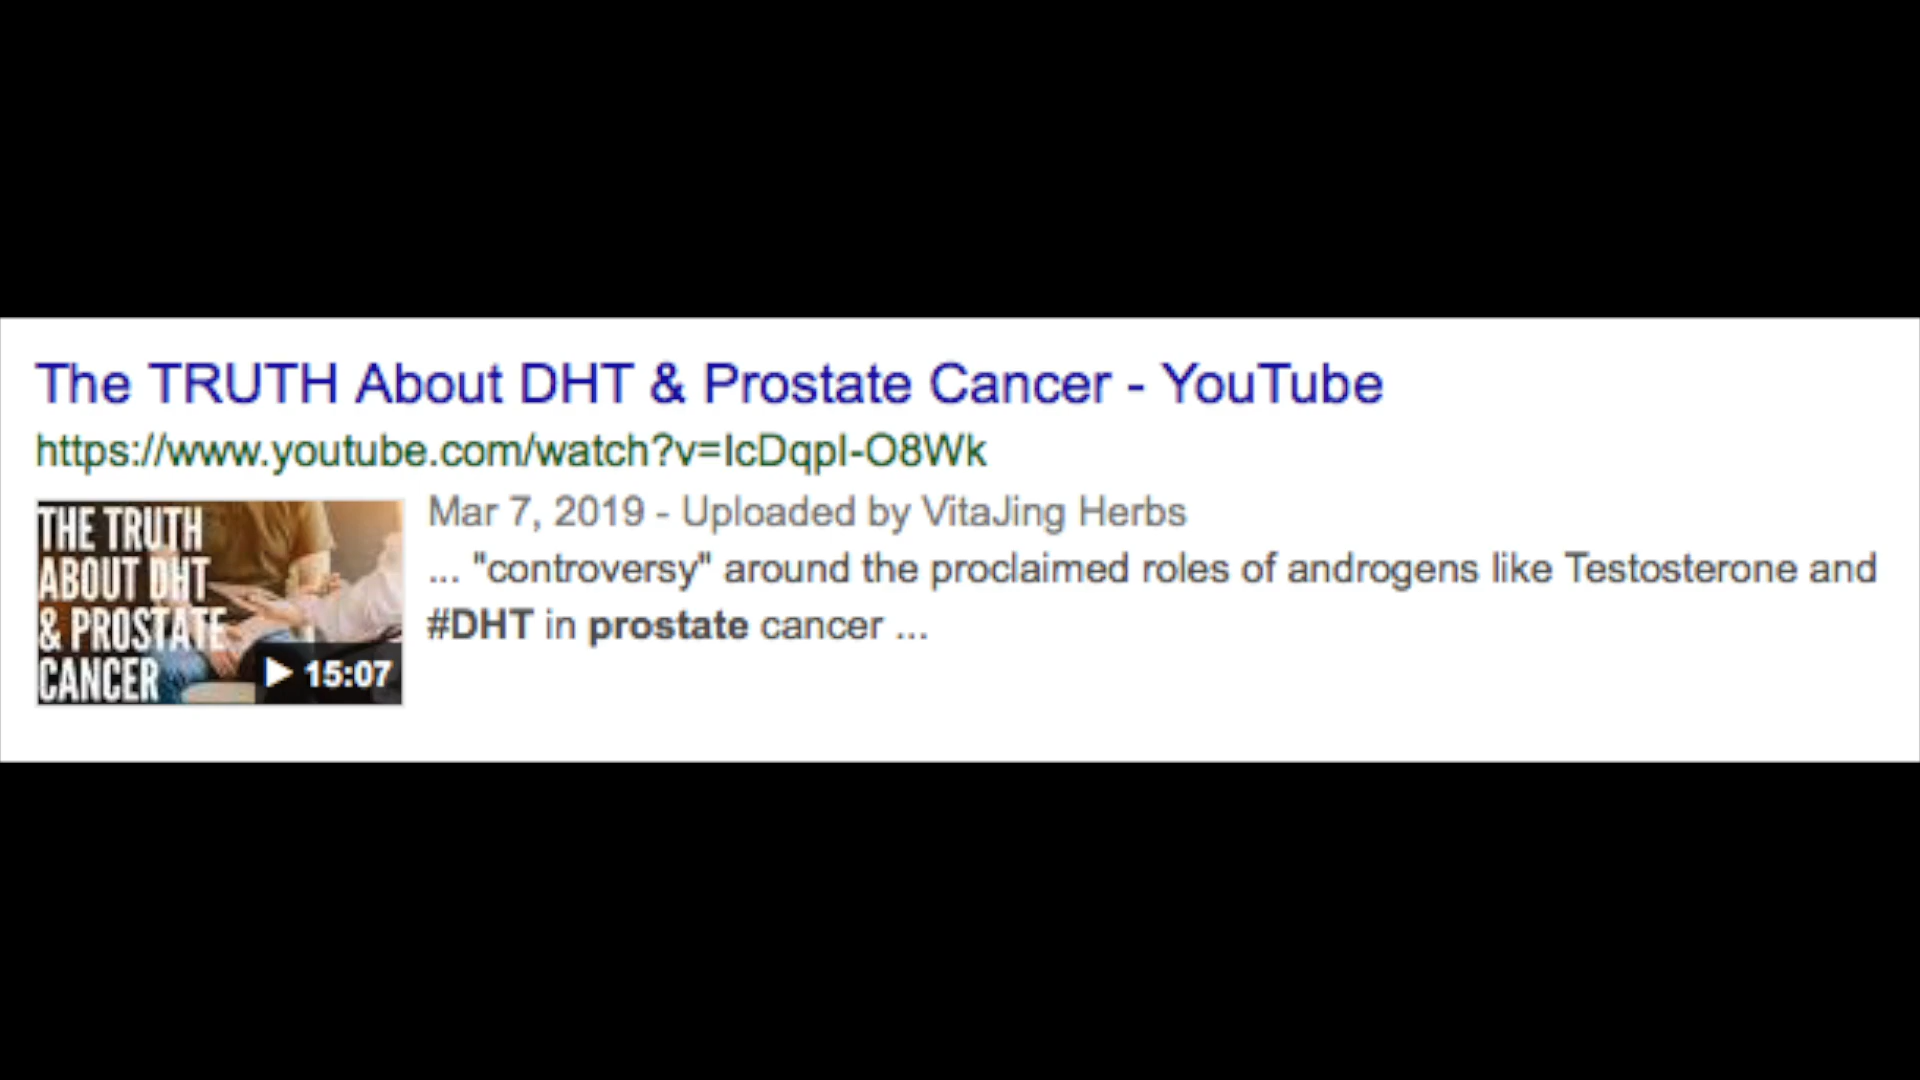 The TRUTH About DHT & Prostate Cancer - YouTube
https://www.youtube.com/watch?v=IcDqpI-O8Wk
Mar 7, 2019 - Uploaded by VitaJing Herbs
... "controversy" around the proclaimed roles of androgens like Testosterone and
#DHT in prostate cancer ...
THE TRUTH
ABOUT DHT
& PROSTATE
CANCER
15:07